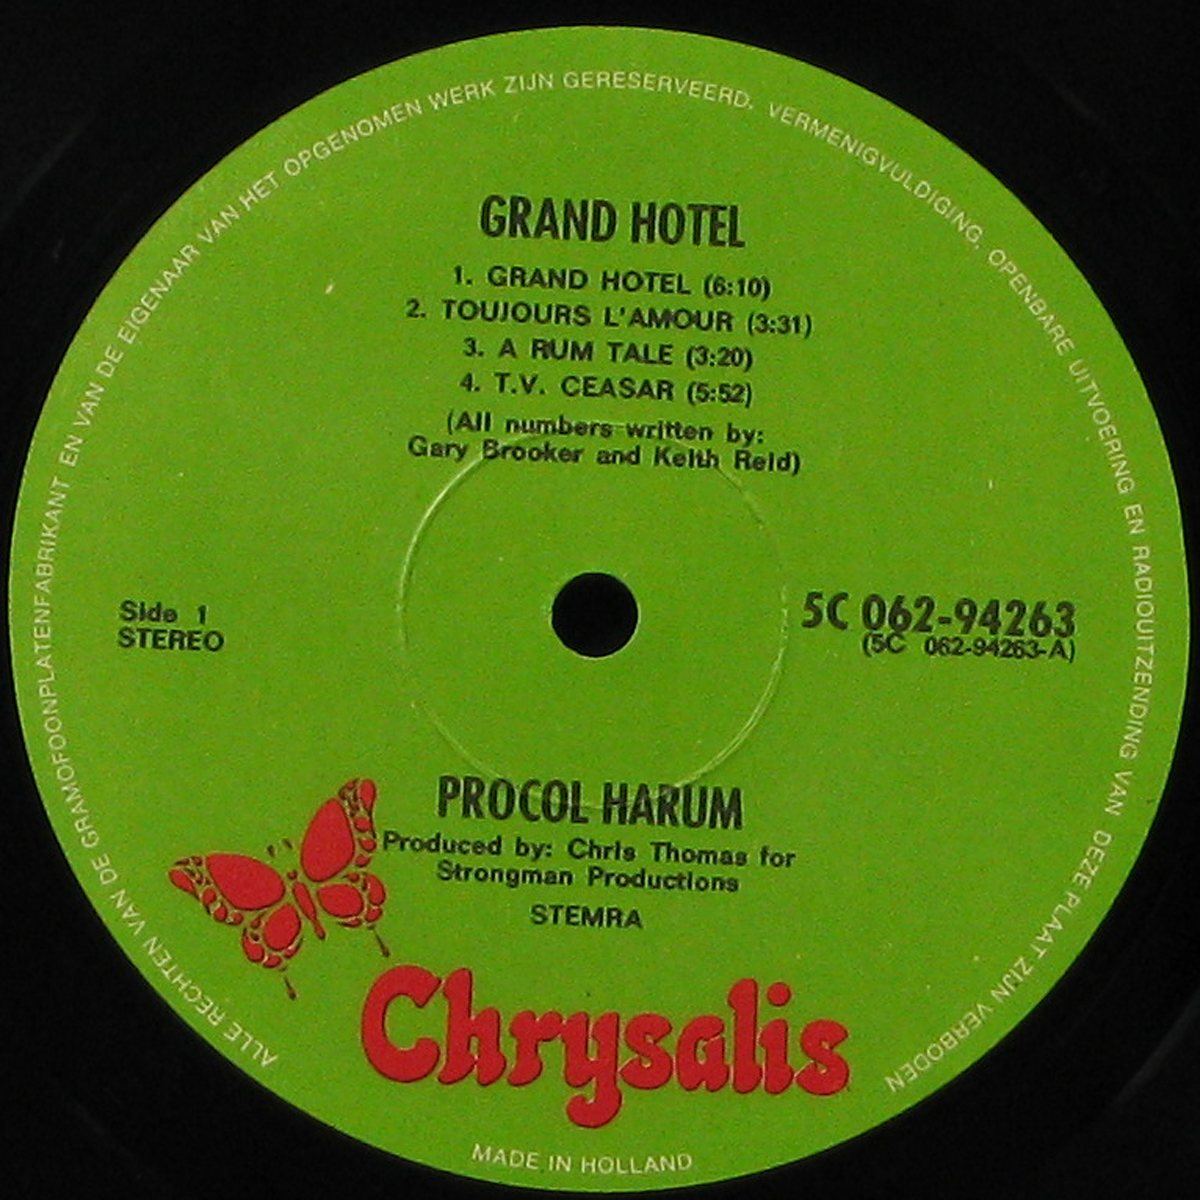 GRAND HOTEL
1. GRAND HOTEL (6:10)
2. TOUJOURS L'AMOUR (3:31)
3. A RUM TALE (3:20)
4. T.V. CEASAR (5:52)
(All numbers written by:
Gary Brooker and Keith Reid)
Side 1
STEREO
5C 062-94263
(5C 062-94263-A)
PROCOL HARUM
Produced by: Chris Thomas for
Strongman Productions
STEMRA
Chrysalis
ALLE RECHTEN VAN DE GRAMOFOONPLATENFABRIKANT EN VAN DE EIGENAAR VAN HET OPGENOMEN WERK ZIJN GERESERVEERD. VERMENIGVULDIGING, OPENBARE UITVOERING EN RADIOUITZENDING VAN DEZE PLAAT ZIJN VERBODEN
MADE IN HOLLAND